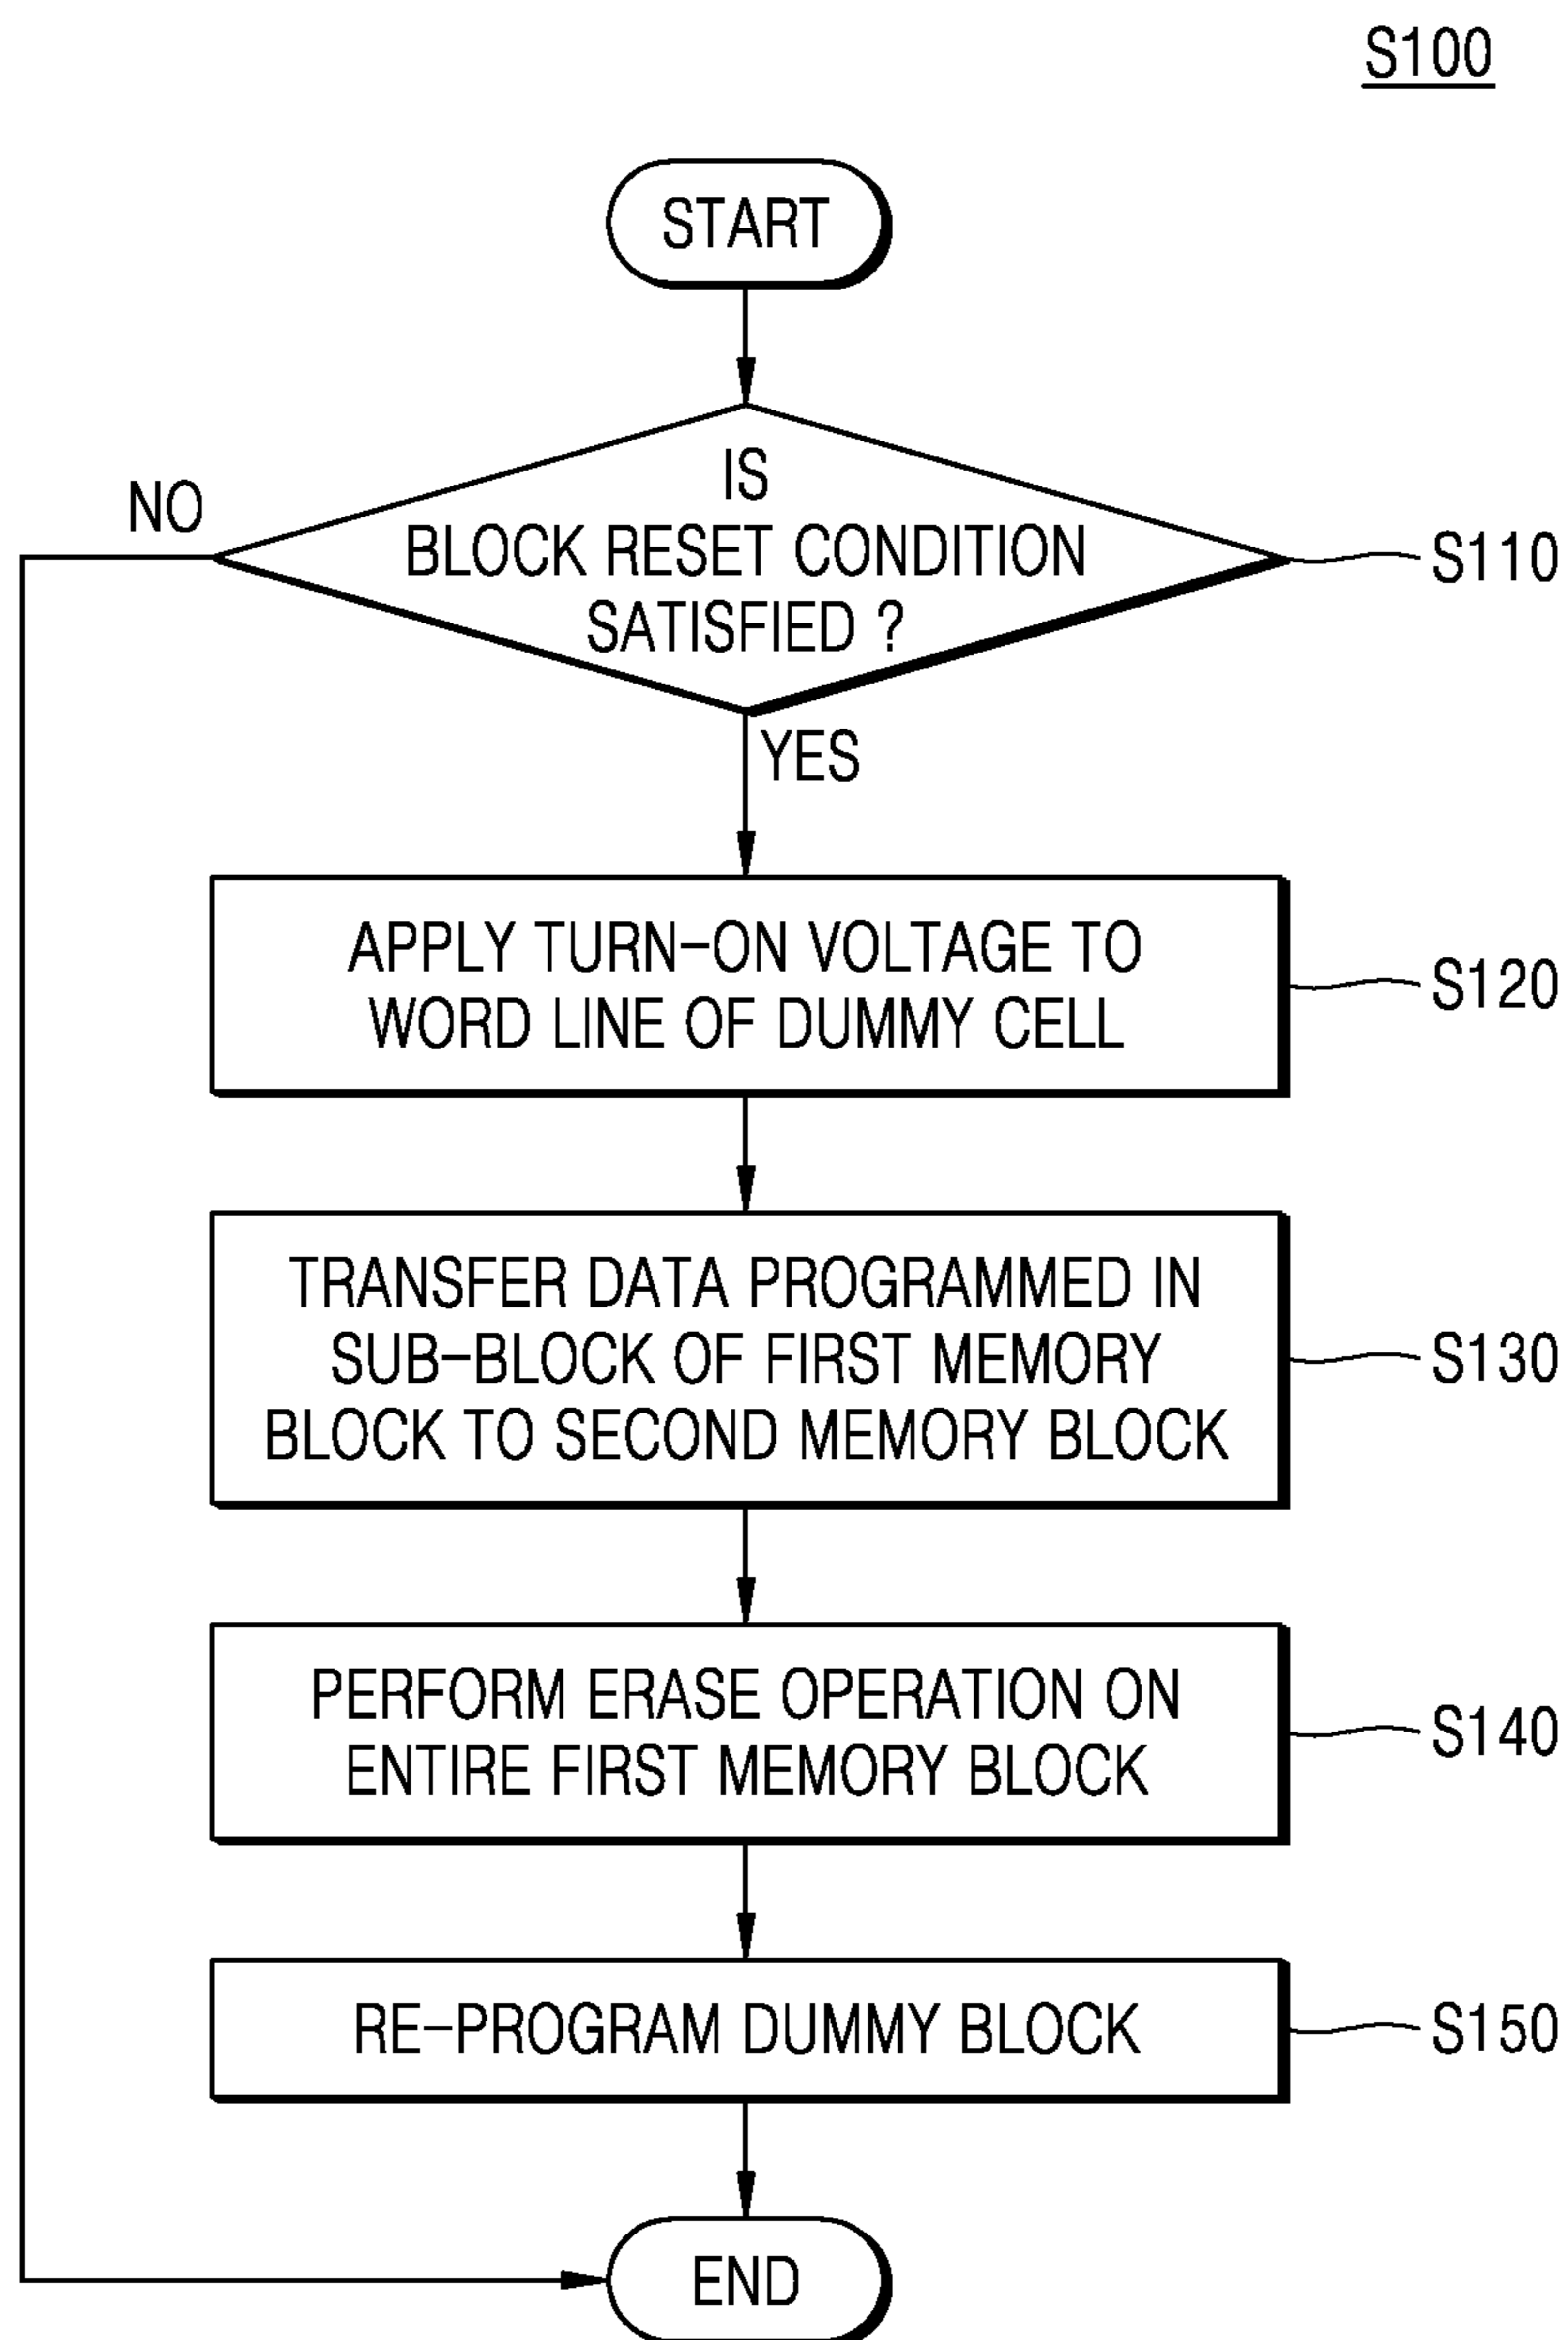 S100
START
IS
BLOCK RESET CONDITION
SATISFIED ?
NO
S110
YES
APPLY TURN-ON VOLTAGE TO
WORD LINE OF DUMMY CELL
S120
TRANSFER DATA PROGRAMMED IN
SUB-BLOCK OF FIRST MEMORY
BLOCK TO SECOND MEMORY BLOCK
S130
PERFORM ERASE OPERATION ON
ENTIRE FIRST MEMORY BLOCK
S140
RE-PROGRAM DUMMY BLOCK
S150
END